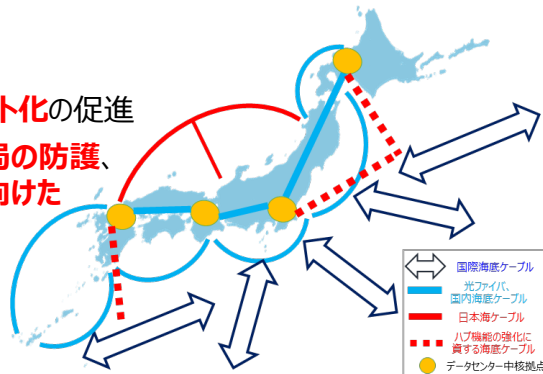 ト化の促進
局の防護、
向けた
国際海底ケーブル
光ファイバ、
国内海底ケーブル
日本海ケーブル
ハブ機能の強化に
資する海底ケーブル
データセンター中核拠点